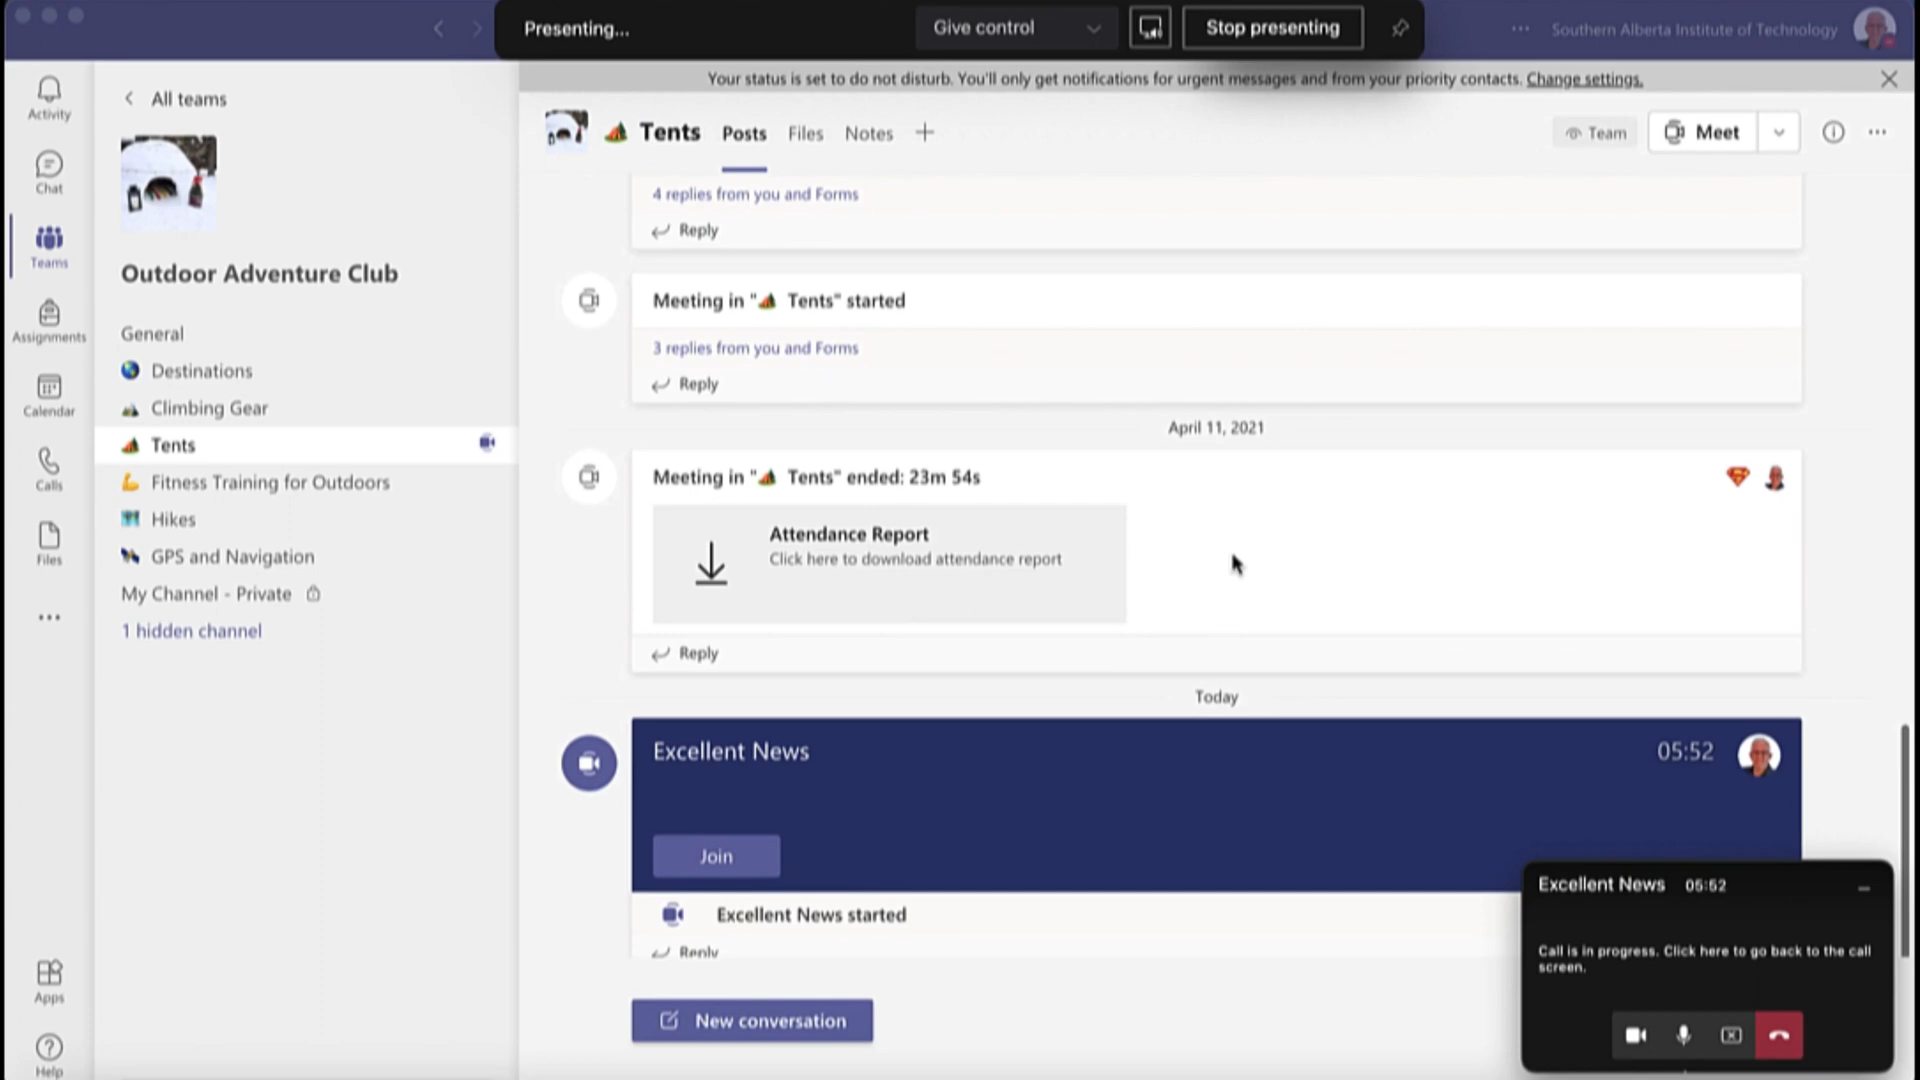 Presenting...
Give control
Stop presenting
Southern Alberta Institute of Technology
Your status is set to do not disturb. You'll only get notifications for urgent messages and from your priority contacts. Change settings.
Activity
Chat
Teams
Assignments
Calendar
Calls
Files
Apps
Help
All teams
Outdoor Adventure Club
General
Destinations
Climbing Gear
Tents
Fitness Training for Outdoors
Hikes
GPS and Navigation
My Channel - Private
1 hidden channel
Tents
Posts
Files
Notes
Team
Meet
4 replies from you and Forms
Reply
Meeting in " Tents" started
3 replies from you and Forms
Reply
April 11, 2021
Meeting in " Tents" ended: 23m 54s
Attendance Report
Click here to download attendance report
Reply
Today
Excellent News
05:52
Join
Excellent News started
Reply
New conversation
Excellent News 05:52
Call is in progress. Click here to go back to the call
screen.